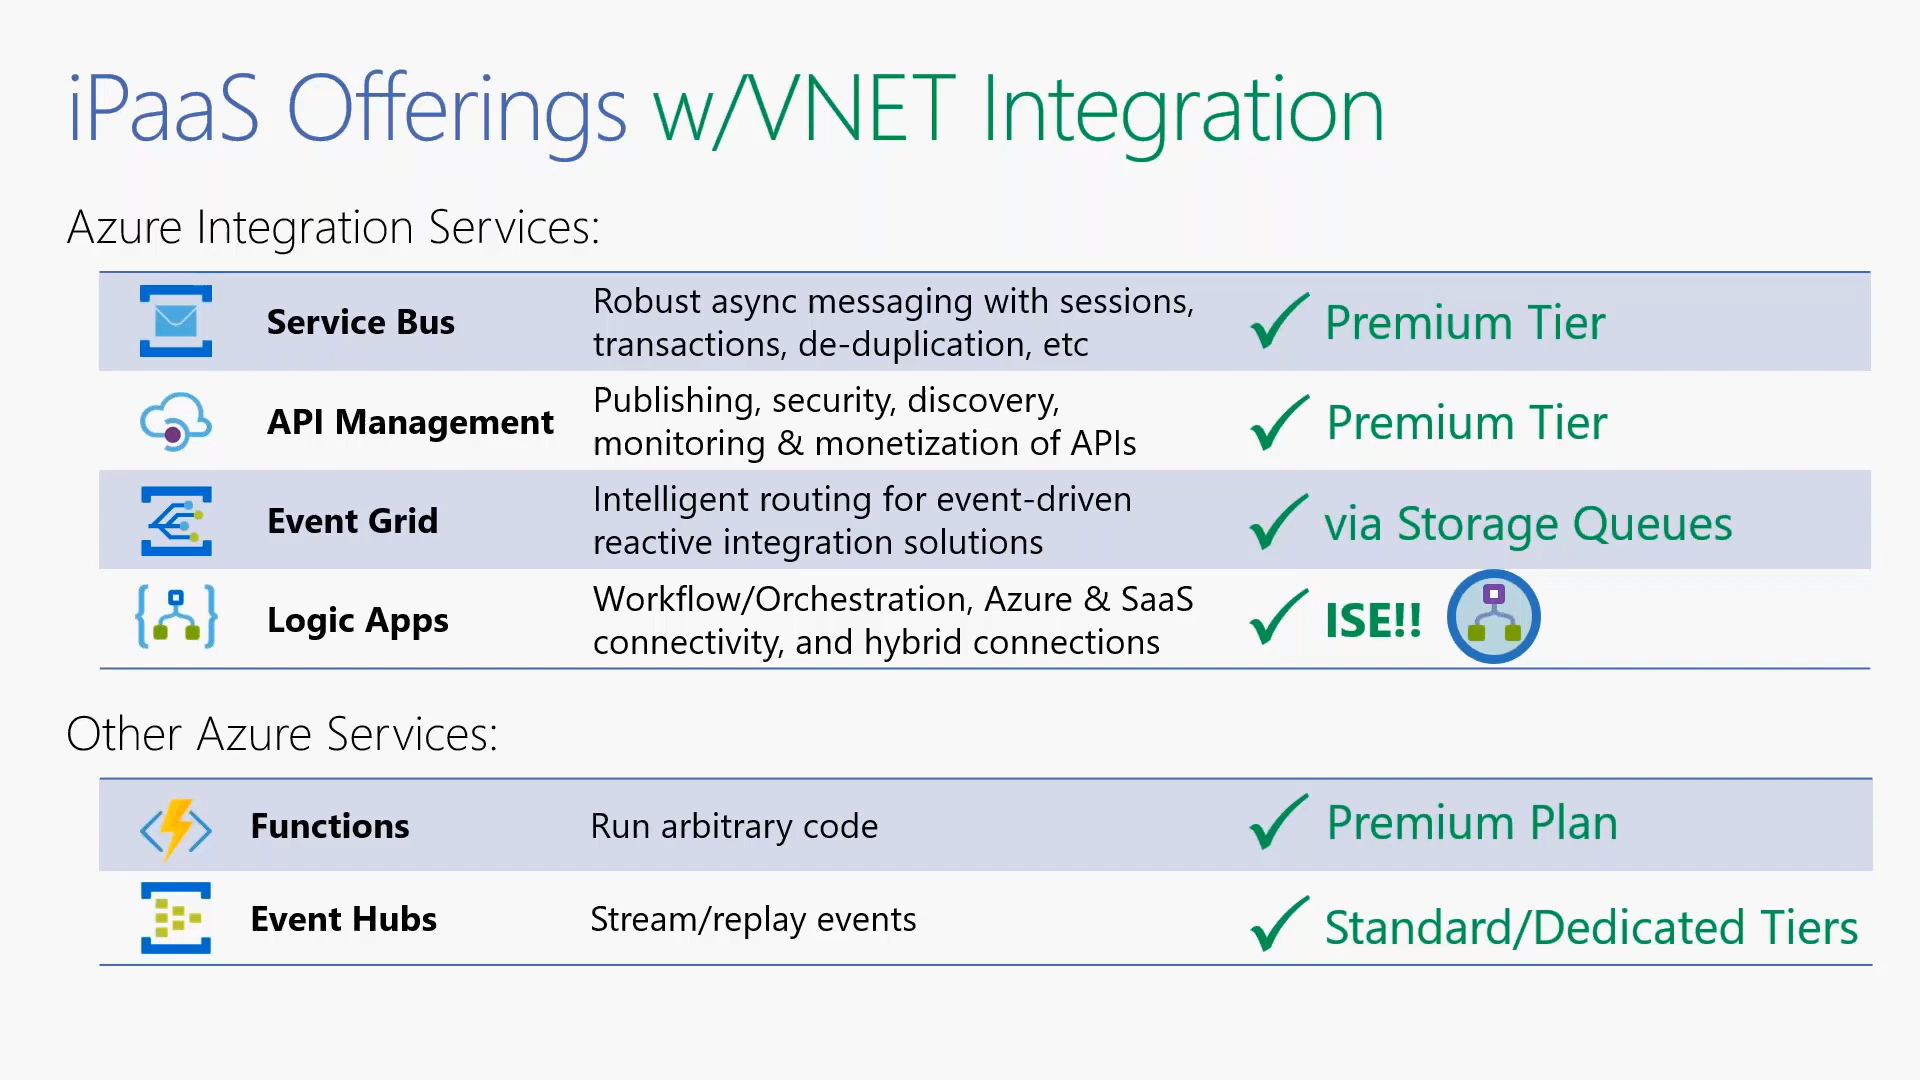 iPaaS Offerings w/VNET Integration
Azure Integration Services:
Service Bus
Robust async messaging with sessions,
transactions, de-duplication, etc
Premium Tier
API Management
Publishing, security, discovery,
monitoring & monetization of APIs
Premium Tier
Event Grid
Intelligent routing for event-driven
reactive integration solutions
via Storage Queues
Logic Apps
Workflow/Orchestration, Azure & SaaS
connectivity, and hybrid connections
ISE!!
Other Azure Services:
Functions
Run arbitrary code
Premium Plan
Event Hubs
Stream/replay events
Standard/Dedicated Tiers